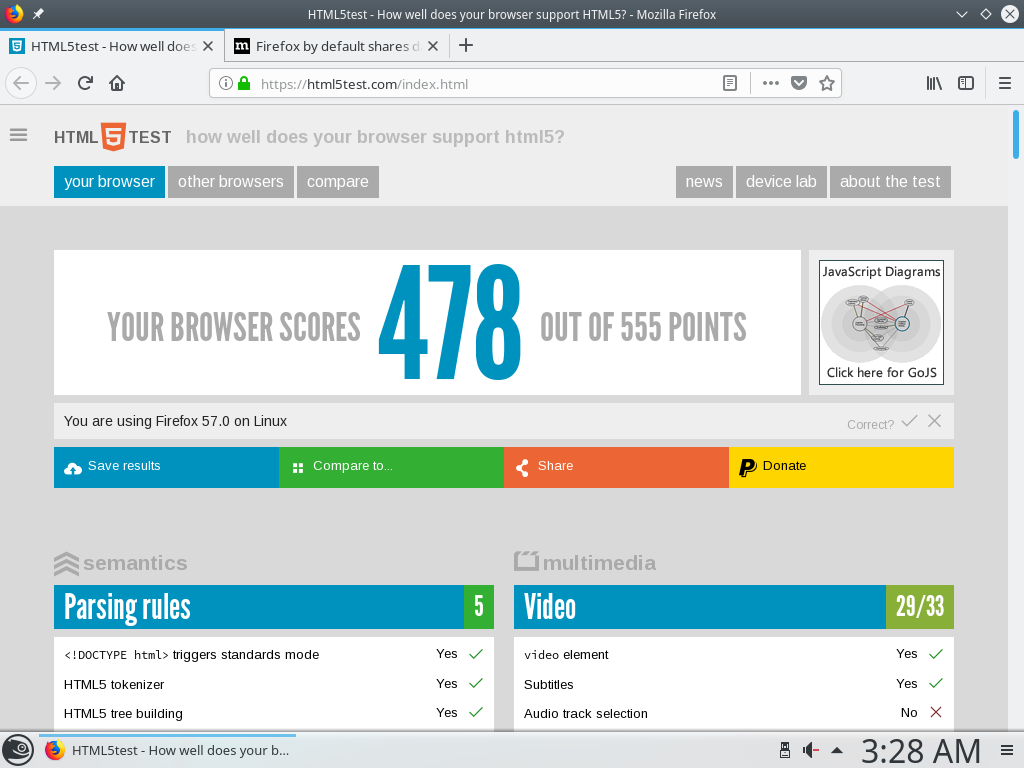 HTML5test - How well does your browser support HTML5? - Mozilla Firefox
HTML5test - How well does
Firefox by default shares d
https://html5test.com/index.html
HTML 5 TEST how well does your browser support html5?
your browser other browsers compare news device lab about the test
YOUR BROWSER SCORES 478 OUT OF 555 POINTS
JavaScript Diagrams
Click here for GoJS
You are using Firefox 57.0 on Linux
Correct?
Save results Compare to... Share Donate
semantics
Parsing rules 5
<!DOCTYPE html> triggers standards mode Yes
HTML5 tokenizer Yes
HTML5 tree building Yes
multimedia
Video 29/33
video element Yes
Subtitles Yes
Audio track selection No
HTML5test - How well does your b...
3:28 AM